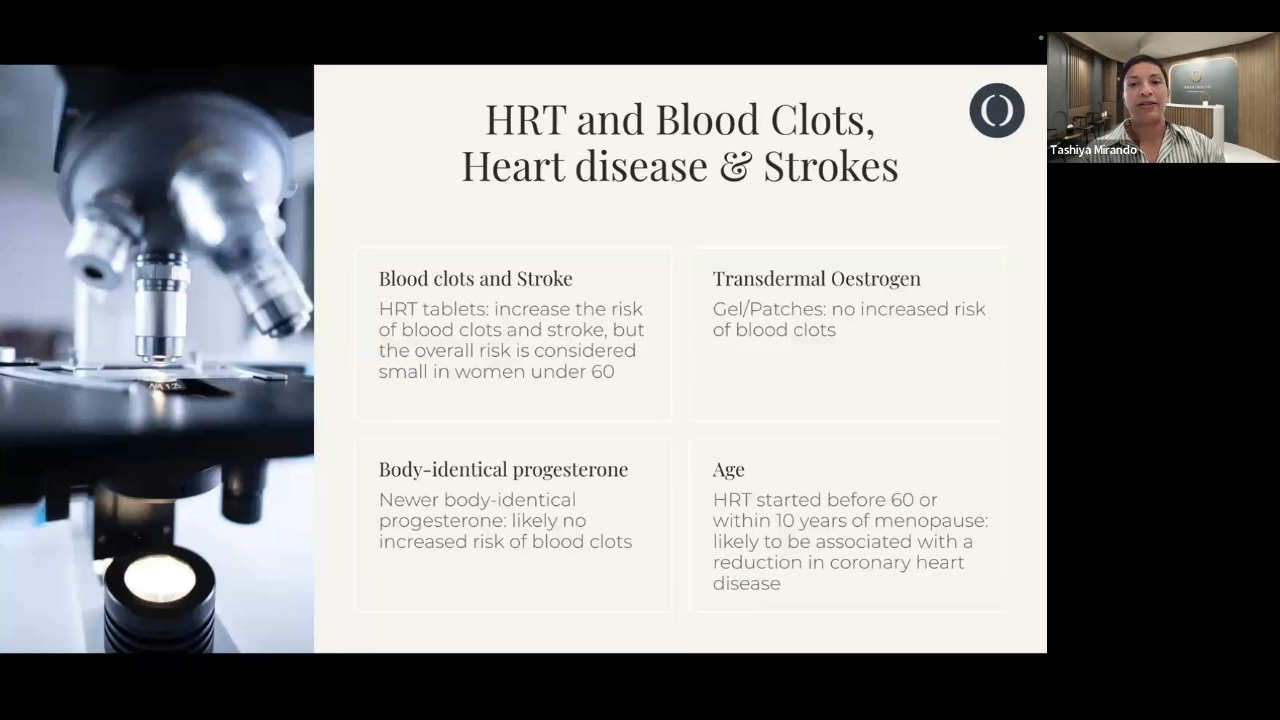 HRT and Blood Clots,
Heart disease & Strokes
Tashiya Mirando
Blood clots and Stroke
HRT tablets: increase the risk
of blood clots and stroke, but
the overall risk is considered
small in women under 60
Transdermal Oestrogen
Gel/Patches: no increased risk
of blood clots
Body-identical progesterone
Newer body-identical
progesterone: likely no
increased risk of blood clots
Age
HRT started before 60 or
within 10 years of menopause:
likely to be associated with a
reduction in coronary heart
disease